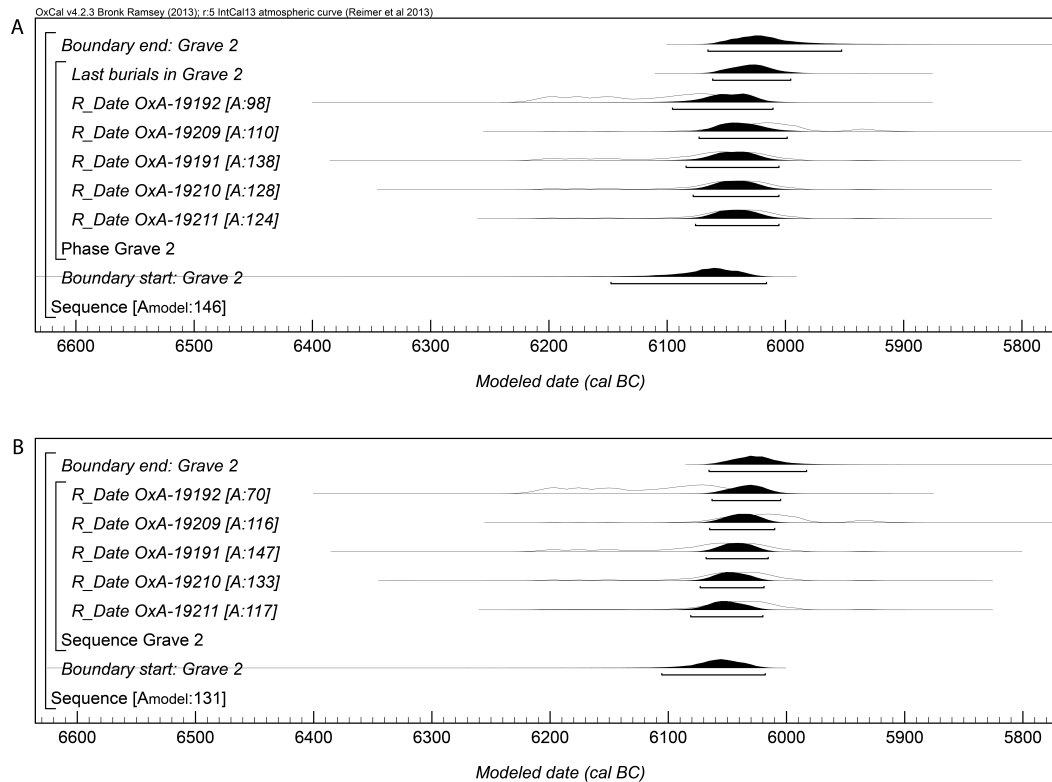 OxCal v4.2.3 Bronk Ramsey (2013); r:5 IntCal13 atmospheric curve (Reimer et al 2013)
A
Boundary end: Grave 2
Last burials in Grave 2
R_Date OxA-19192 [A:98]
R_Date OxA-19209 [A:110]
R_Date OxA-19191 [A:138]
R_Date OxA-19210 [A:128]
R_Date OxA-19211 [A:124]
Phase Grave 2
Boundary start: Grave 2
Sequence [Amodel:146]
6600 6500 6400 6300 6200 6100 6000 5900 5800
Modeled date (cal BC)
B
Boundary end: Grave 2
R_Date OxA-19192 [A:70]
R_Date OxA-19209 [A:116]
R_Date OxA-19191 [A:147]
R_Date OxA-19210 [A:133]
R_Date OxA-19211 [A:117]
Sequence Grave 2
Boundary start: Grave 2
Sequence [Amodel:131]
6600 6500 6400 6300 6200 6100 6000 5900 5800
Modeled date (cal BC)